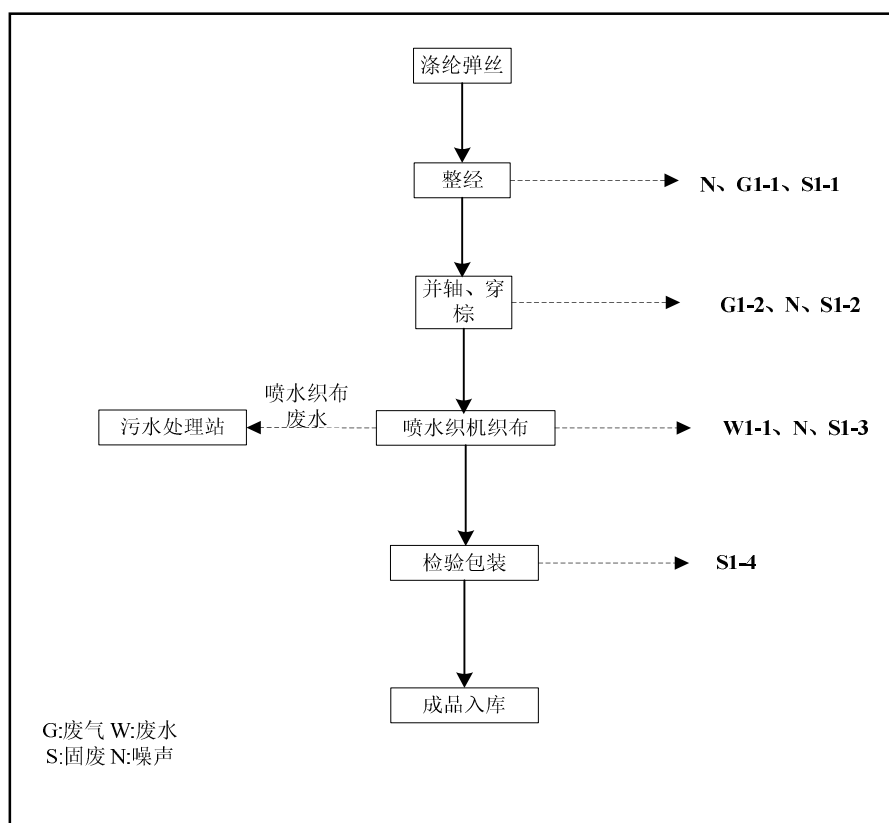 涤纶弹丝
整经
N、G1-1、S1-1
并轴、穿
棕
G1-2、N、S1-2
喷水织布
废水
污水处理站
喷水织机织布
W1-1、N、S1-3
检验包装
S1-4
成品入库
G:废气 W:废水
S:固废 N:噪声